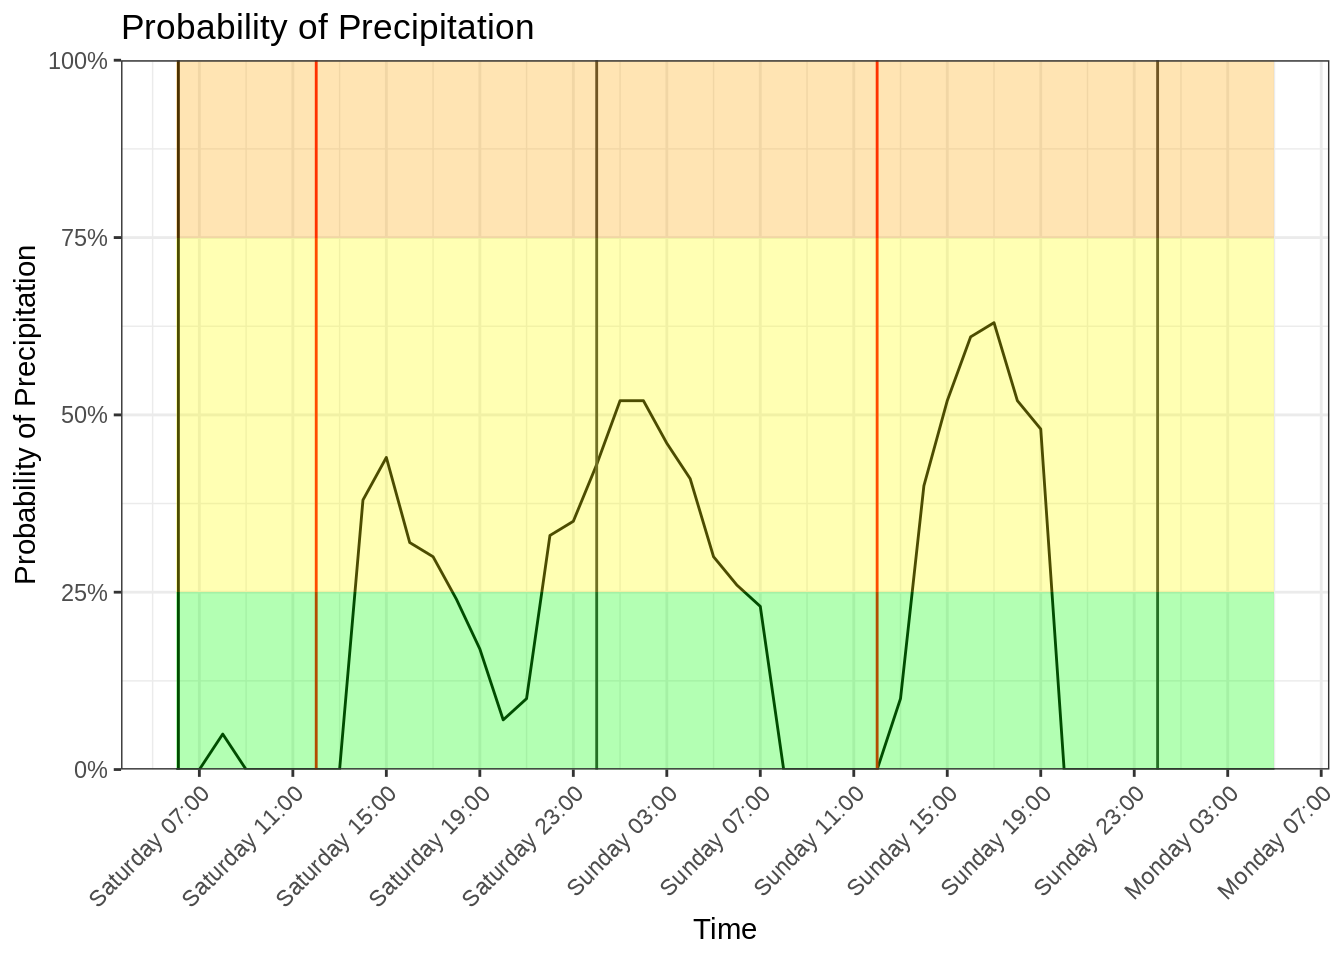 Probability of Precipitation
Probability of Precipitation
100%
75%
50%
25%
0%
Saturday 07:00
Saturday 11:00
Saturday 15:00
Saturday 19:00
Saturday 23:00
Sunday 03:00
Sunday 07:00
Sunday 11:00
Sunday 15:00
Sunday 19:00
Sunday 23:00
Monday 03:00
Monday 07:00
Time